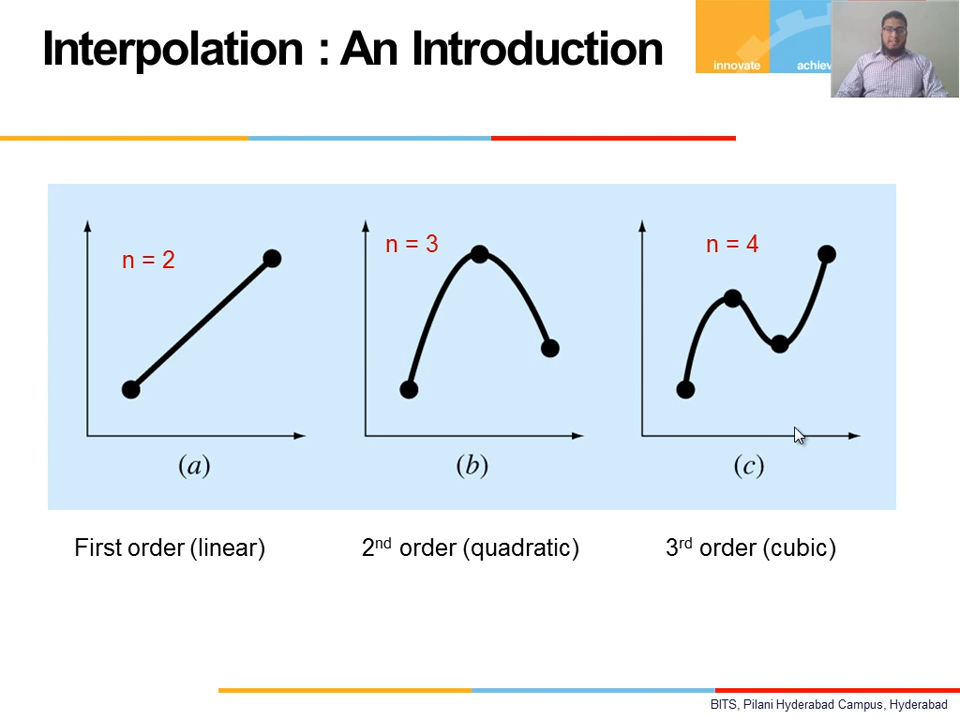 Interpolation : An Introduction
innovate achiev
n = 2
n = 3
n = 4
(a)
(b)
(c)
First order (linear)
2nd order (quadratic)
3rd order (cubic)
BITS, Pilani Hyderabad Campus, Hyderabad